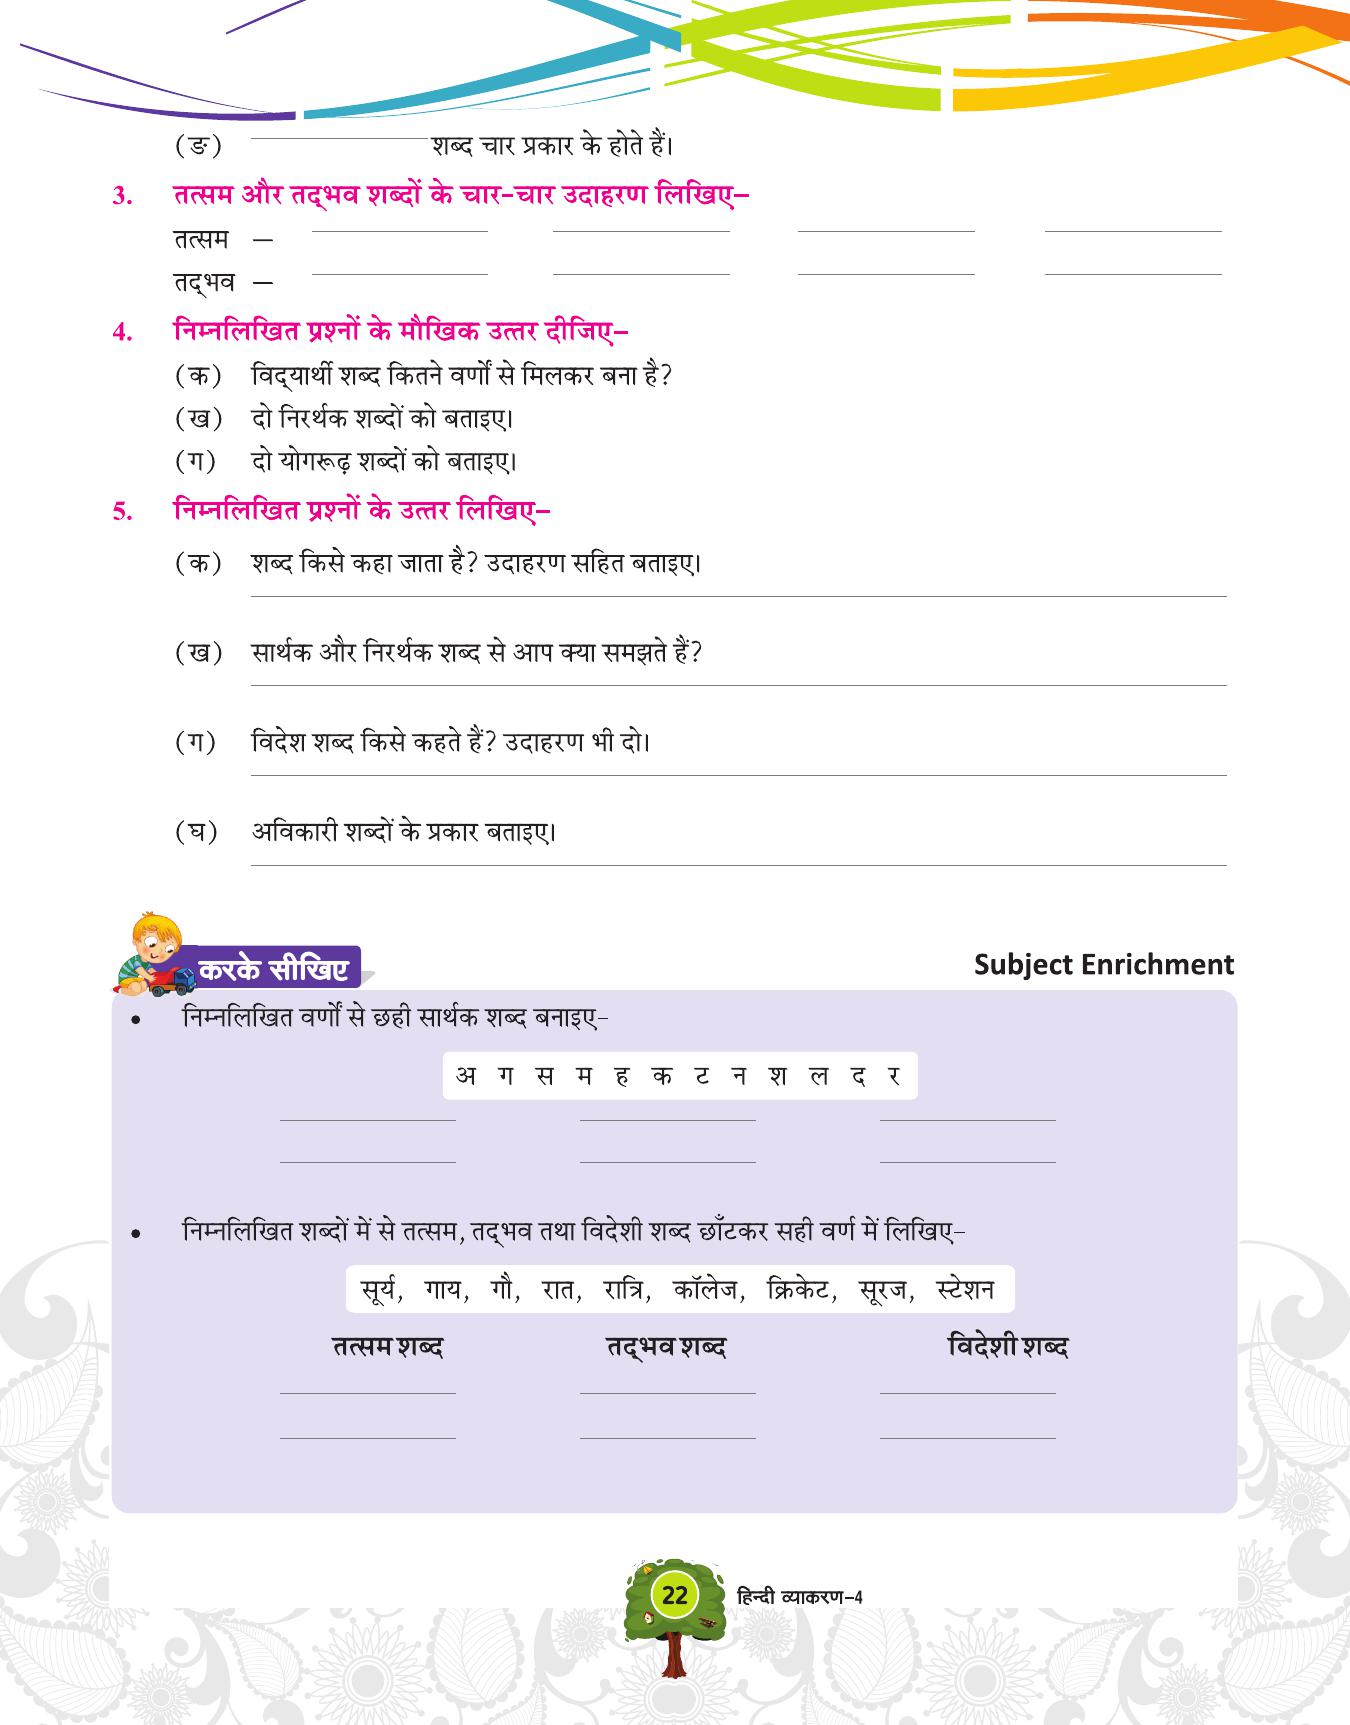 (ङ) ____________ शब्द चार प्रकार के होते हैं।
3. तत्सम और तद्‌भव शब्दों के चार-चार उदाहरण लिखिए–
तत्सम — ____________ ____________ ____________ ____________
तद्‌भव — ____________ ____________ ____________ ____________
4. निम्नलिखित प्रश्नों के मौखिक उत्तर दीजिए–
(क) विद्‌यार्थी शब्द कितने वर्णों से मिलकर बना है?
(ख) दो निरर्थक शब्दों को बताइए।
(ग) दो योगरूढ़ शब्दों को बताइए।
5. निम्नलिखित प्रश्नों के उत्तर लिखिए–
(क) शब्द किसे कहा जाता है? उदाहरण सहित बताइए।
(ख) सार्थक और निरर्थक शब्द से आप क्या समझते हैं?
(ग) विदेश शब्द किसे कहते हैं? उदाहरण भी दो।
(घ) अविकारी शब्दों के प्रकार बताइए।
करके सीखिए Subject Enrichment
• निम्नलिखित वर्णों से छही सार्थक शब्द बनाइए–
अ ग स म ह क ट न श ल द र
• निम्नलिखित शब्दों में से तत्सम, तद्‌भव तथा विदेशी शब्द छाँटकर सही वर्ण में लिखिए–
सूर्य, गाय, गौ, रात, रात्रि, कॉलेज, क्रिकेट, सूरज, स्टेशन
तत्सम शब्द तद्‌भव शब्द विदेशी शब्द
22 हिन्दी व्याकरण–4